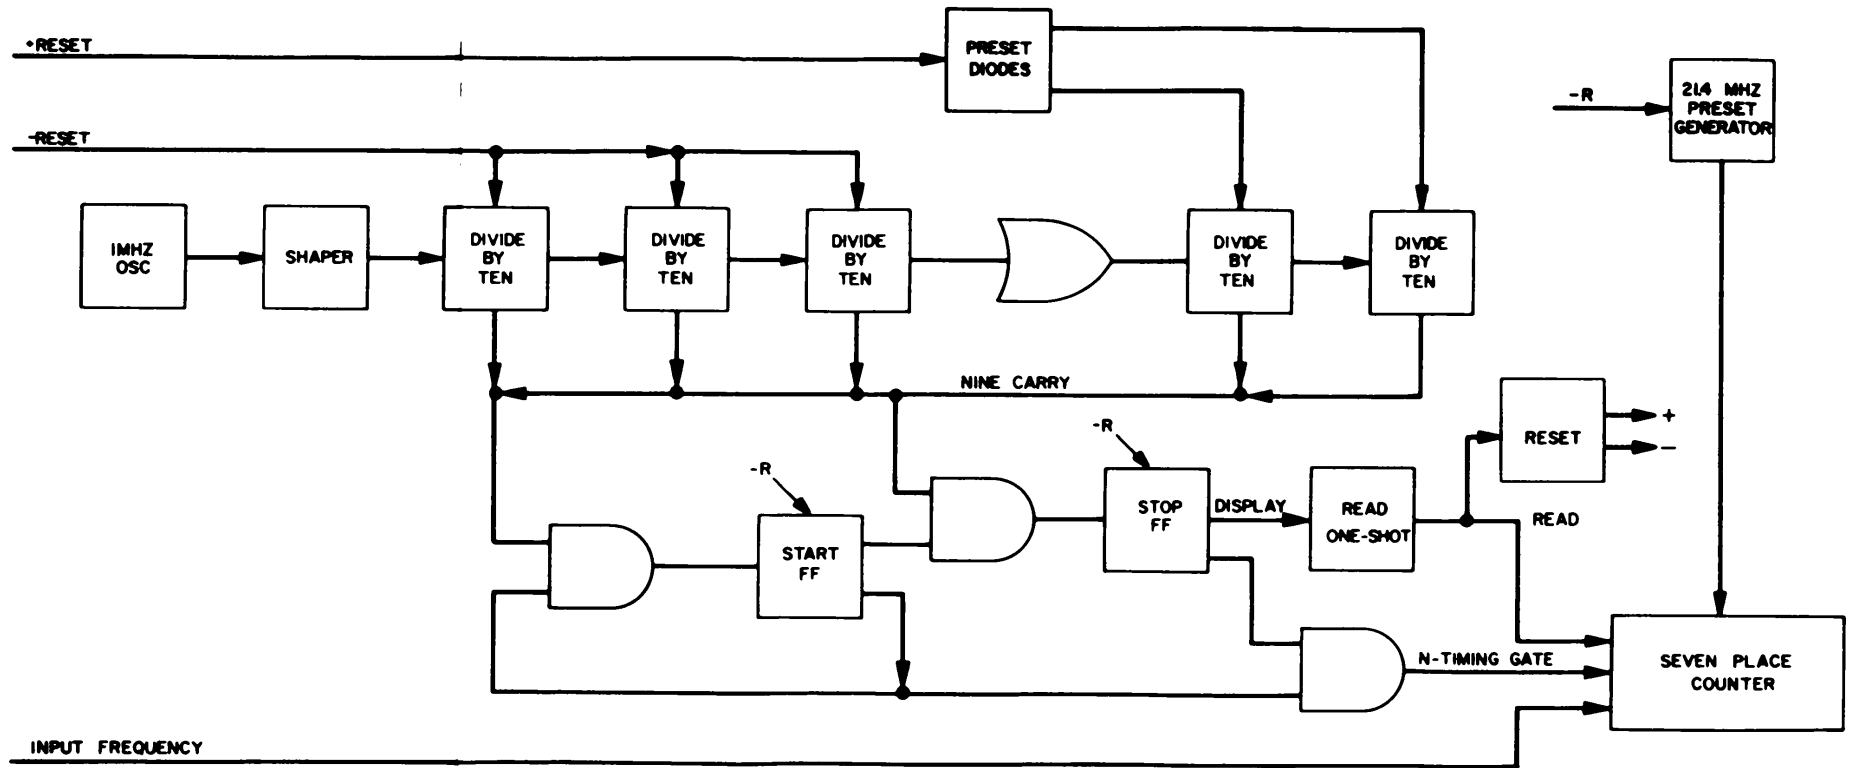 +RESET
PRESET
DIODES
-R
21.4 MHZ
PRESET
GENERATOR
-RESET
1MHZ
OSC
SHAPER
DIVIDE
BY
TEN
DIVIDE
BY
TEN
DIVIDE
BY
TEN
DIVIDE
BY
TEN
DIVIDE
BY
TEN
NINE CARRY
RESET
+
-
-R
-R
START
FF
STOP
FF
DISPLAY
READ
ONE-SHOT
READ
N-TIMING GATE
SEVEN PLACE
COUNTER
INPUT FREQUENCY